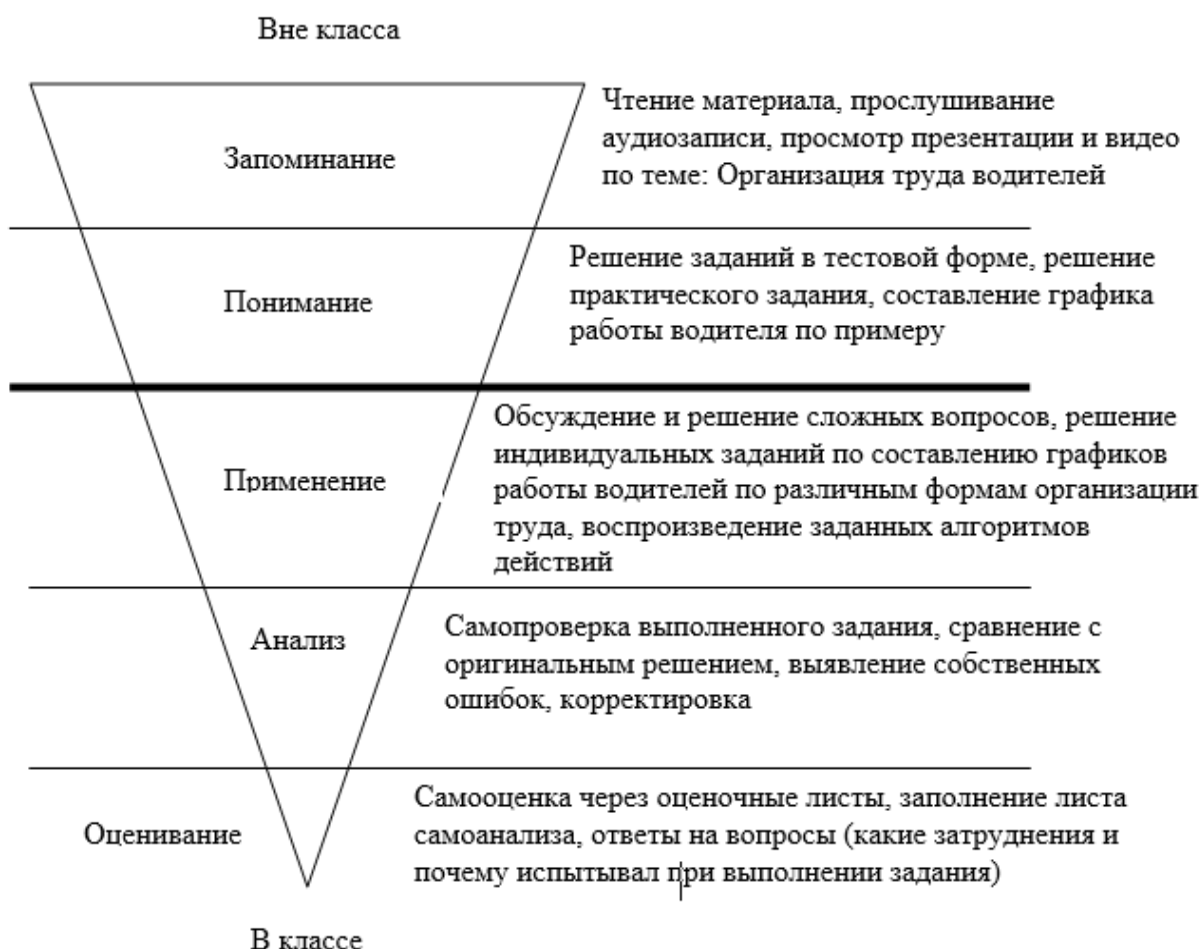 Вне класса
Запоминание
Чтение материала, прослушивание
аудиозаписи, просмотр презентации и видео
по теме: Организация труда водителей
Понимание
Решение заданий в тестовой форме, решение
практического задания, составление графика
работы водителя по примеру
Применение
Обсуждение и решение сложных вопросов, решение
индивидуальных заданий по составлению графиков
работы водителей по различным формам организации
труда, воспроизведение заданных алгоритмов
действий
Анализ
Самопроверка выполненного задания, сравнение с
оригинальным решением, выявление собственных
ошибок, корректировка
Оценивание
Самооценка через оценочные листы, заполнение листа
самоанализа, ответы на вопросы (какие затруднения и
почему испытывал при выполнении задания)
В классе